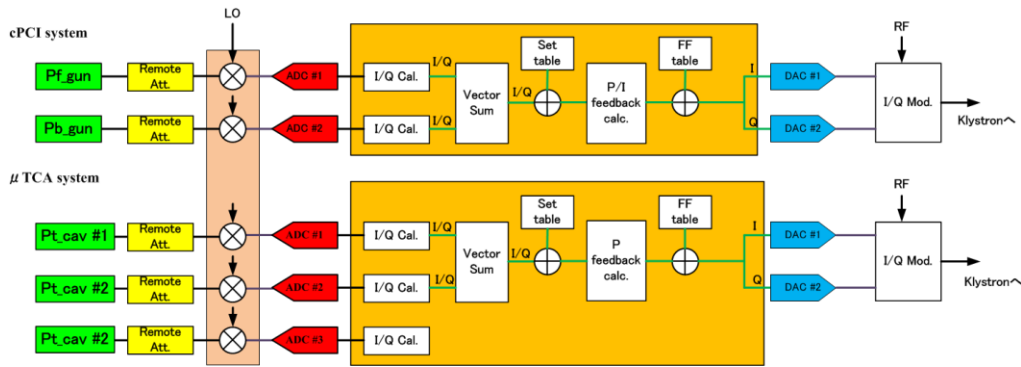 LO
cPCI system
RF
Pf_gun
Remote
Att.
ADC #1
I/Q Cal.
I/Q
Vector
Sum
I/Q
Set
table
P/I
feedback
calc.
FF
table
I
DAC #1
I/Q Mod.
Klystronへ
Pb_gun
Remote
Att.
ADC #2
I/Q Cal.
I/Q
Q
DAC #2
μTCA system
RF
Pt_cav #1
Remote
Att.
ADC #1
I/Q Cal.
I/Q
Vector
Sum
I/Q
Set
table
P
feedback
calc.
FF
table
I
DAC #1
I/Q Mod.
Klystronへ
Pt_cav #2
Remote
Att.
ADC #2
I/Q Cal.
I/Q
Q
DAC #2
Pt_cav #2
Remote
Att.
ADC #3
I/Q Cal.